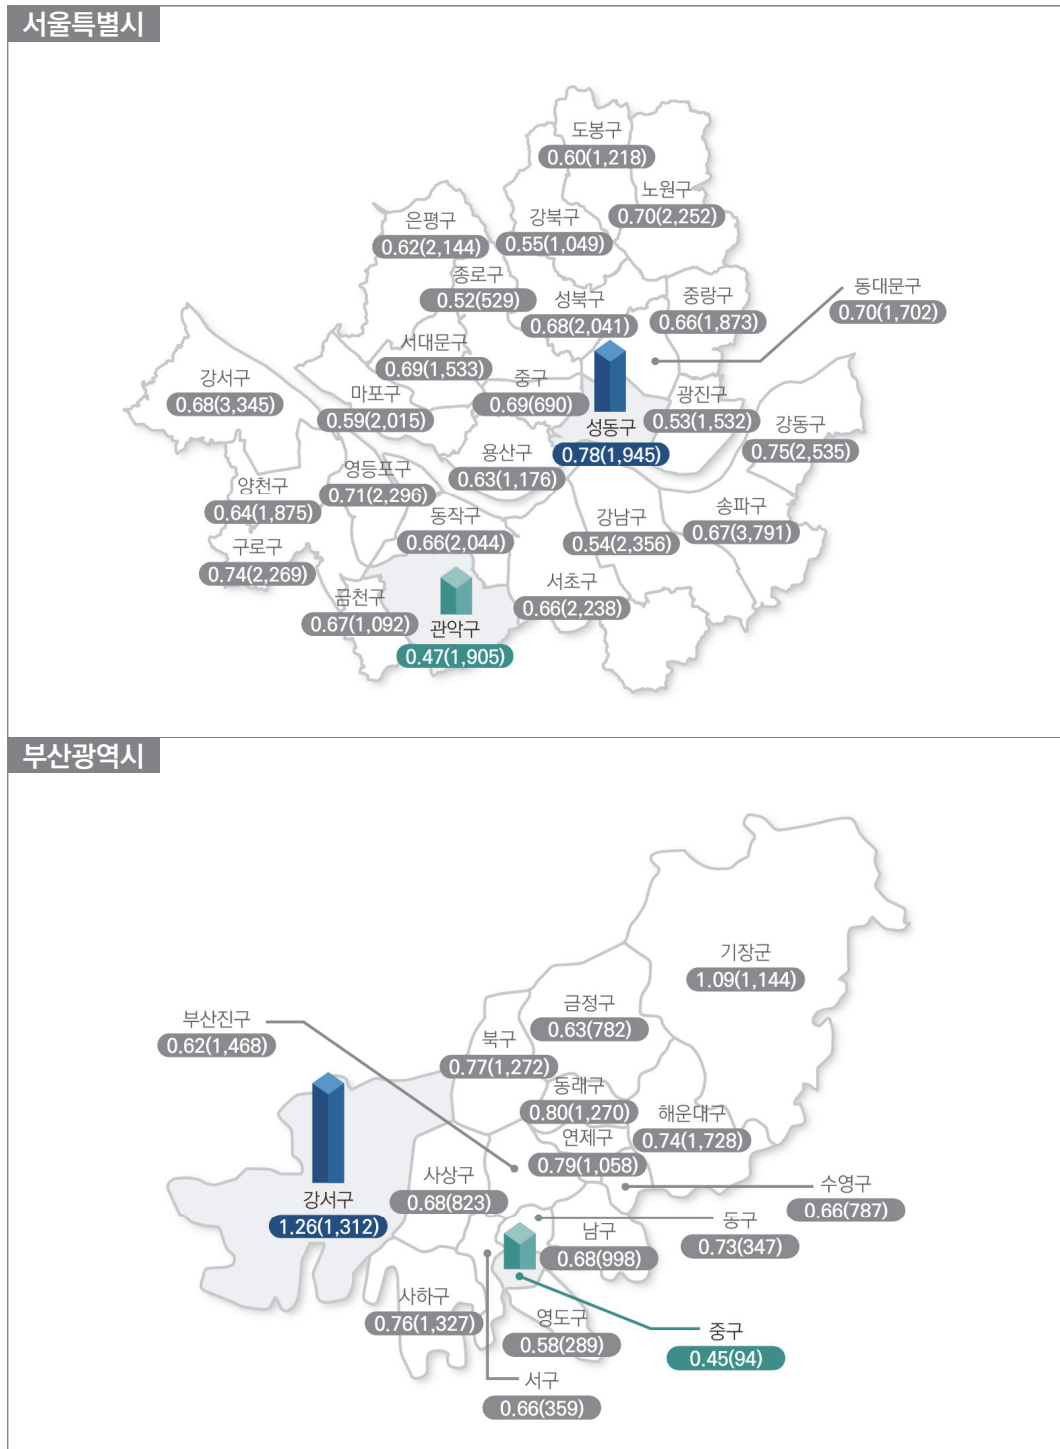 서울특별시
도봉구
0.60(1,218)
노원구
0.70(2,252)
은평구
0.62(2,144)
강북구
0.55(1,049)
종로구
0.52(529)
성북구
0.68(2,041)
중랑구
0.66(1,873)
동대문구
0.70(1,702)
서대문구
0.69(1,533)
강서구
0.68(3,345)
마포구
0.59(2,015)
중구
0.69(690)
성동구
0.78(1,945)
광진구
0.53(1,532)
강동구
0.75(2,535)
용산구
0.63(1,176)
영등포구
0.71(2,296)
양천구
0.64(1,875)
동작구
0.66(2,044)
강남구
0.54(2,356)
송파구
0.67(3,791)
구로구
0.74(2,269)
금천구
0.67(1,092)
서초구
0.66(2,238)
관악구
0.47(1,905)
부산광역시
기장군
1.09(1,144)
금정구
0.63(782)
부산진구
0.62(1,468)
북구
0.77(1,272)
동래구
0.80(1,270)
해운대구
0.74(1,728)
연제구
0.79(1,058)
사상구
0.68(823)
강서구
1.26(1,312)
수영구
0.66(787)
동구
0.73(347)
남구
0.68(998)
사하구
0.76(1,327)
영도구
0.58(289)
중구
0.45(94)
서구
0.66(359)